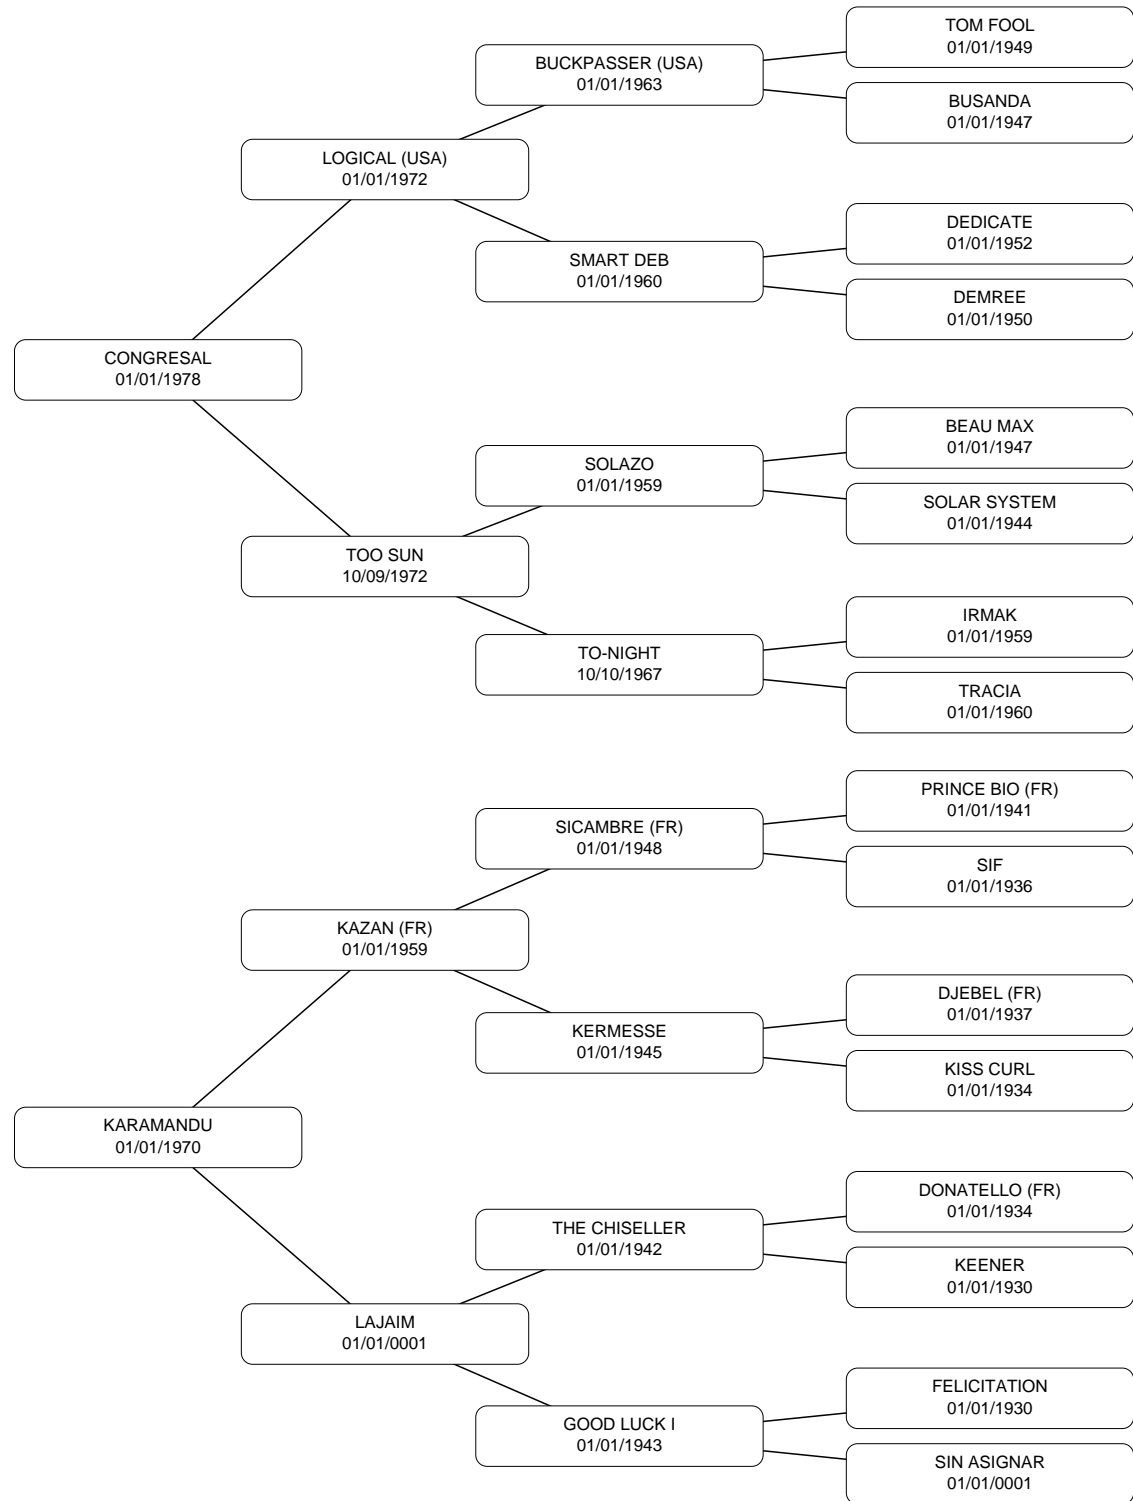 TOM FOOL
01/01/1949
BUCKPASSER (USA)
01/01/1963
BUSANDA
01/01/1947
LOGICAL (USA)
01/01/1972
DEDICATE
01/01/1952
SMART DEB
01/01/1960
DEMREE
01/01/1950
CONGRESAL
01/01/1978
BEAU MAX
01/01/1947
SOLAZO
01/01/1959
SOLAR SYSTEM
01/01/1944
TOO SUN
10/09/1972
IRMAK
01/01/1959
TO-NIGHT
10/10/1967
TRACIA
01/01/1960
PRINCE BIO (FR)
01/01/1941
SICAMBRE (FR)
01/01/1948
SIF
01/01/1936
KAZAN (FR)
01/01/1959
DJEBEL (FR)
01/01/1937
KERMESSE
01/01/1945
KISS CURL
01/01/1934
KARAMANDU
01/01/1970
DONATELLO (FR)
01/01/1934
THE CHISELLER
01/01/1942
KEENER
01/01/1930
LAJAIM
01/01/0001
FELICITATION
01/01/1930
GOOD LUCK I
01/01/1943
SIN ASIGNAR
01/01/0001